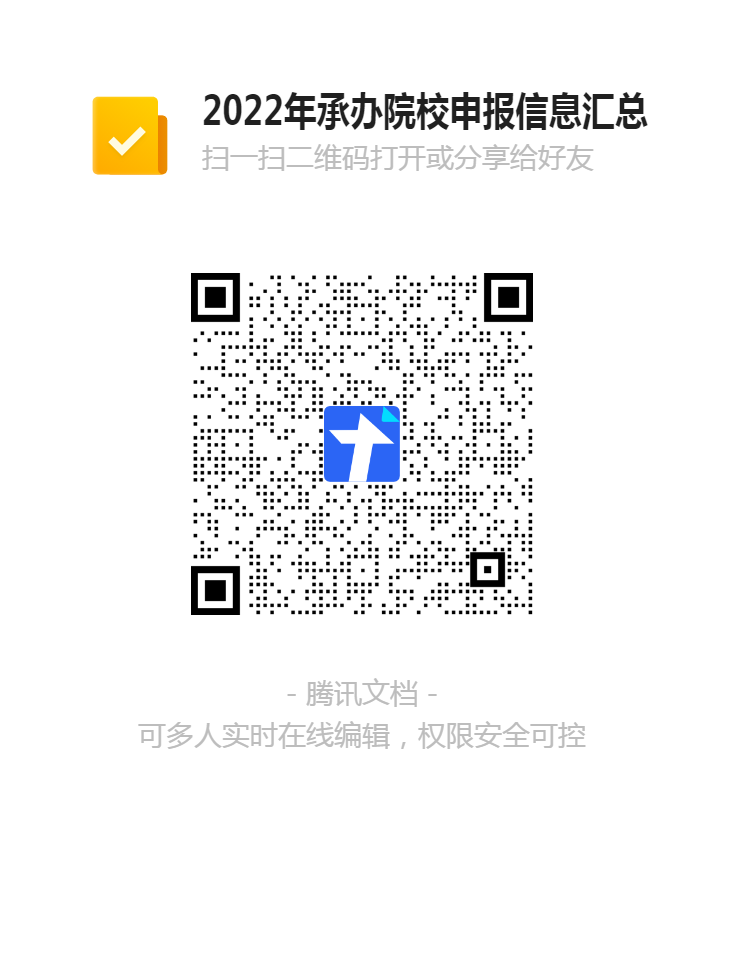 2022年承办院校申报信息汇总
扫一扫二维码打开或分享给好友
- 腾讯文档 -
可多人实时在线编辑，权限安全可控